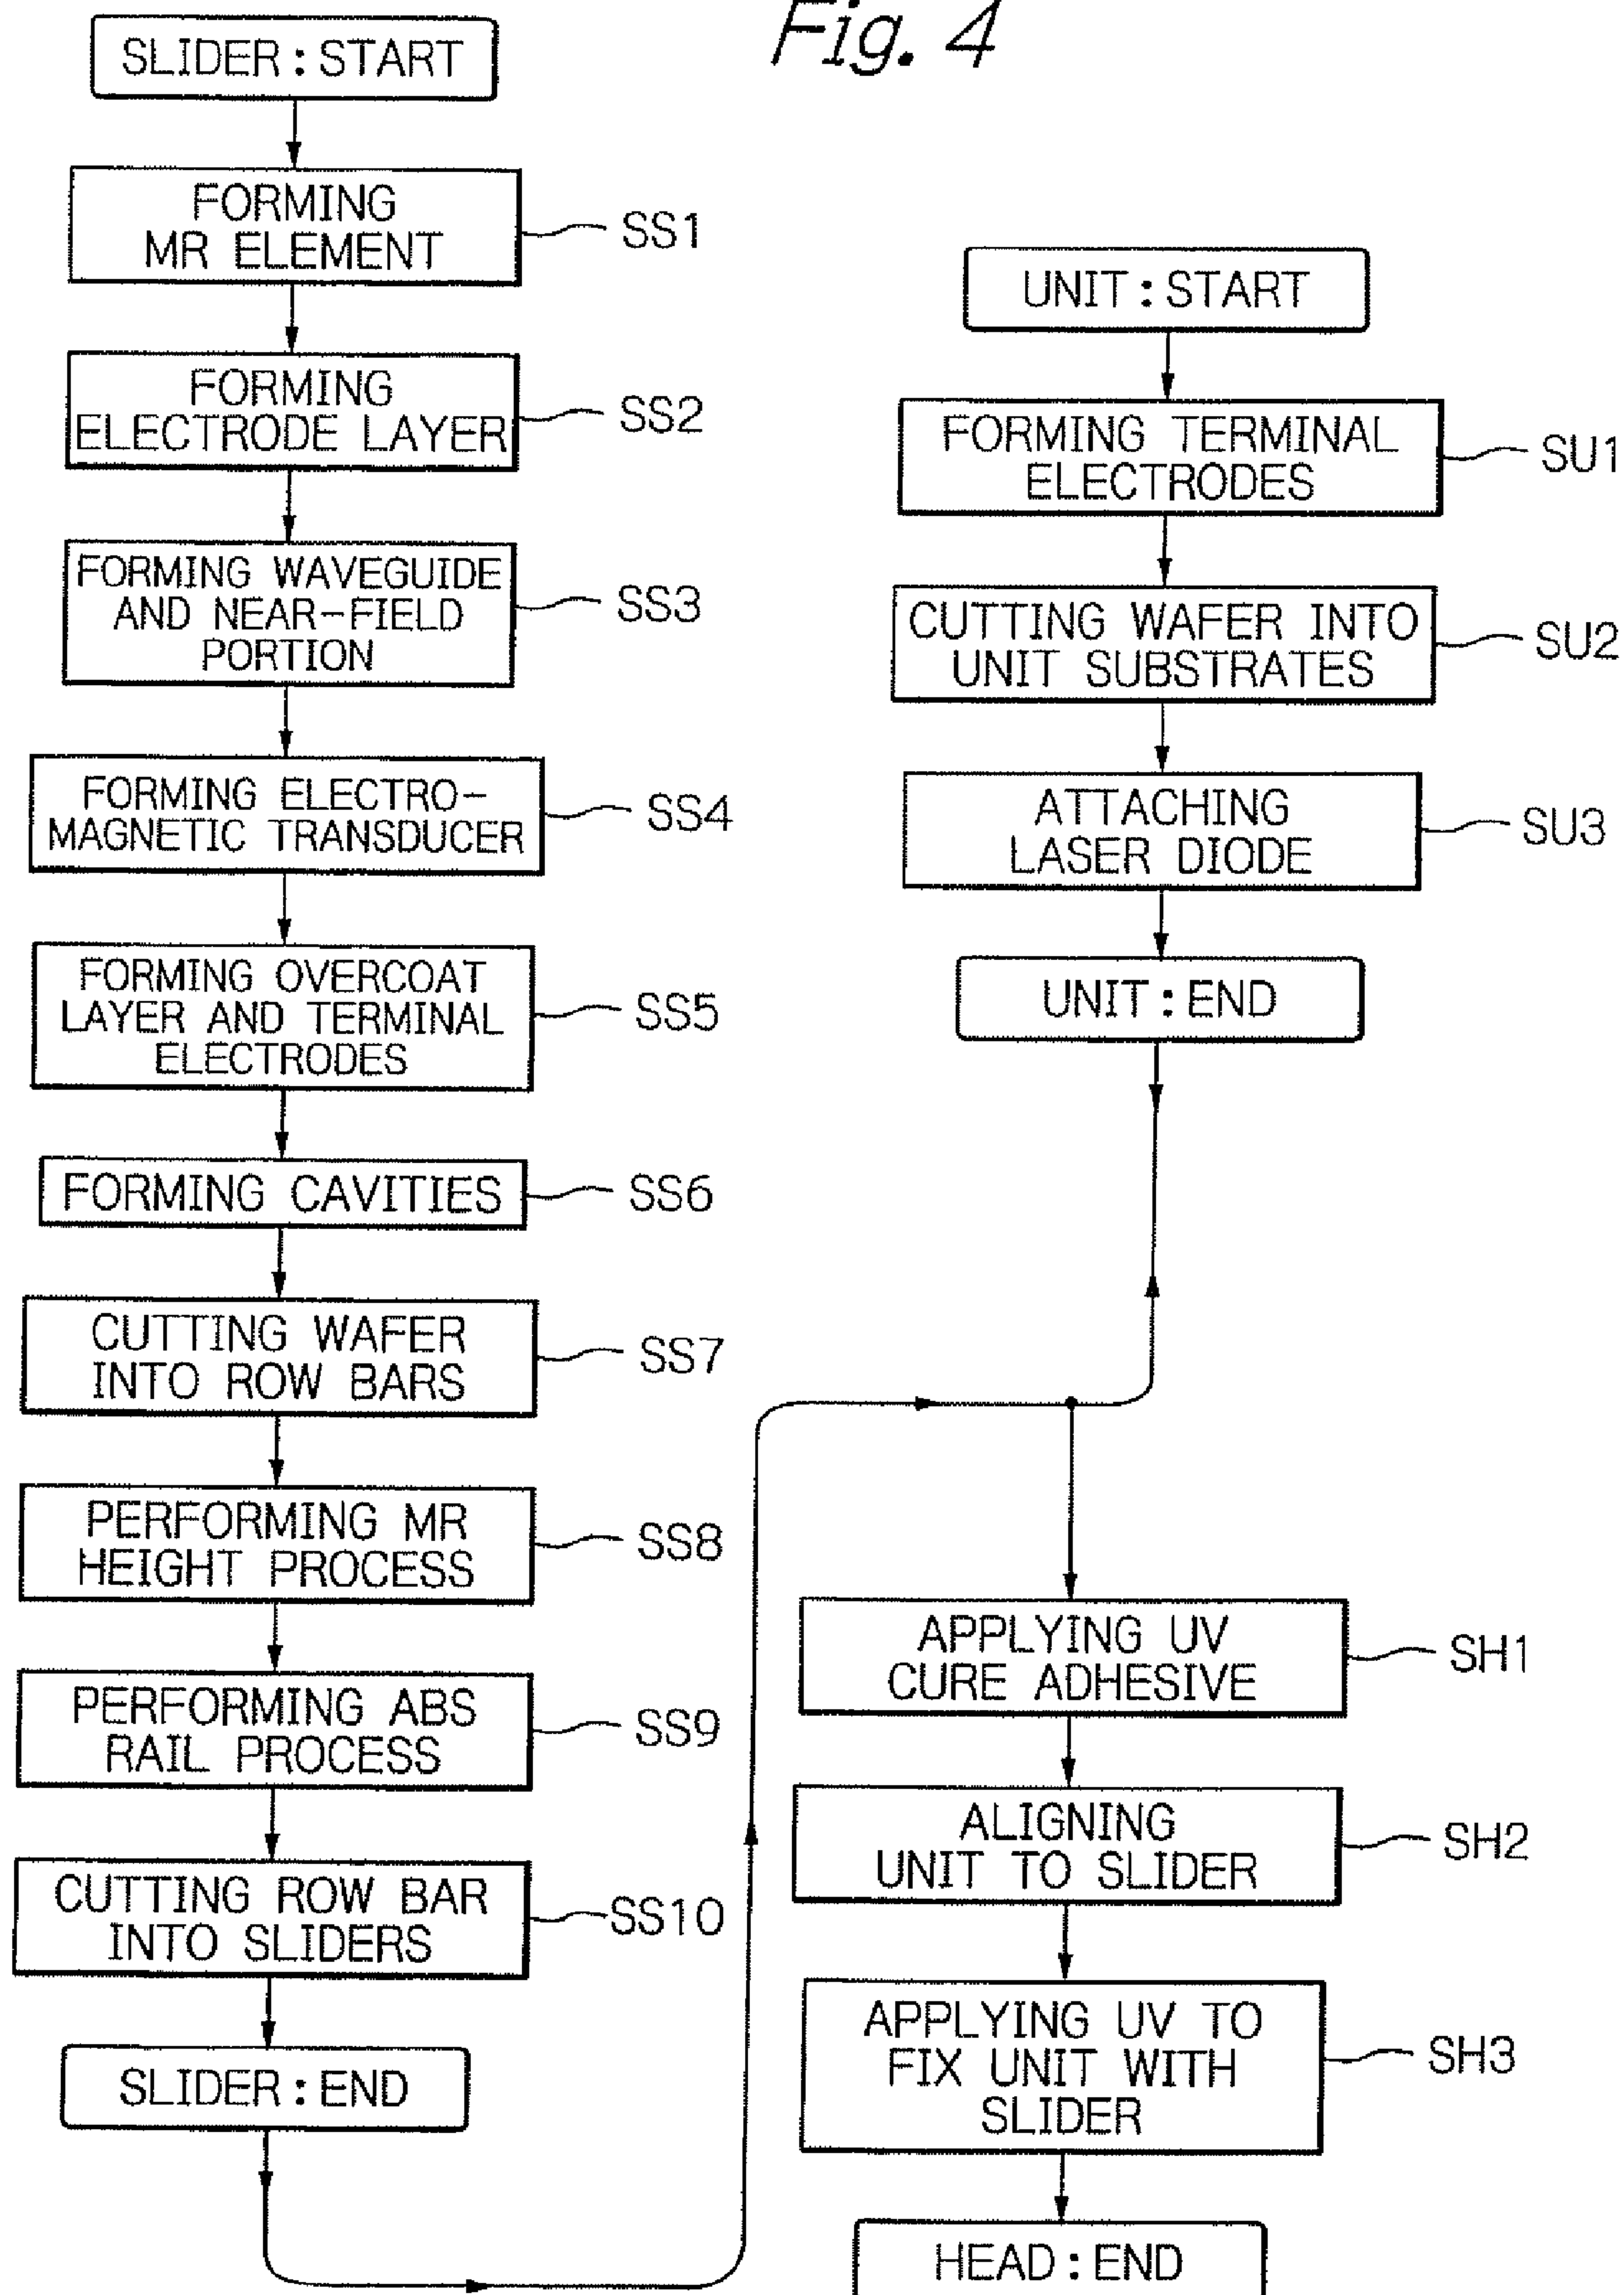 Fig. 4
SLIDER : START
FORMING
MR ELEMENT
SS1
FORMING
ELECTRODE LAYER
SS2
FORMING WAVEGUIDE
AND NEAR-FIELD
PORTION
SS3
FORMING ELECTRO-
MAGNETIC TRANSDUCER
SS4
FORMING OVERCOAT
LAYER AND TERMINAL
ELECTRODES
SS5
FORMING CAVITIES
SS6
CUTTING WAFER
INTO ROW BARS
SS7
PERFORMING MR
HEIGHT PROCESS
SS8
PERFORMING ABS
RAIL PROCESS
SS9
CUTTING ROW BAR
INTO SLIDERS
SS10
SLIDER : END
UNIT : START
FORMING TERMINAL
ELECTRODES
SU1
CUTTING WAFER INTO
UNIT SUBSTRATES
SU2
ATTACHING
LASER DIODE
SU3
UNIT : END
APPLYING UV
CURE ADHESIVE
SH1
ALIGNING
UNIT TO SLIDER
SH2
APPLYING UV TO
FIX UNIT WITH
SLIDER
SH3
HEAD : END